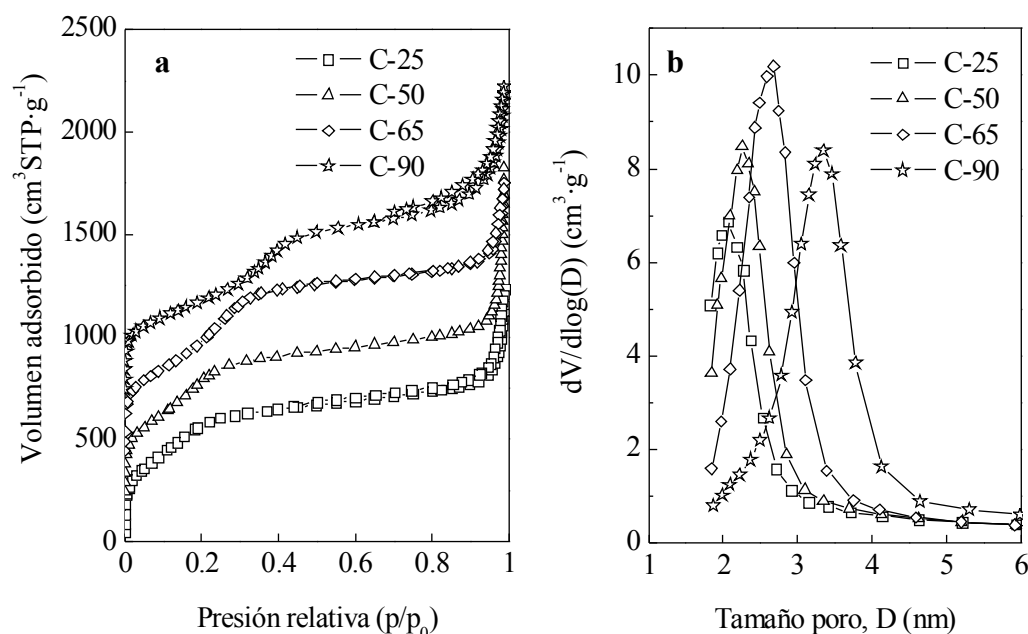 a
C-25
C-50
C-65
C-90
Volumen adsorbido (cm³STP·g⁻¹)
2500
2000
1500
1000
500
0
0 0.2 0.4 0.6 0.8 1
Presión relativa (p/p₀)
b
C-25
C-50
C-65
C-90
dV/dlog(D) (cm³·g⁻¹)
10
8
6
4
2
0
1 2 3 4 5 6
Tamaño poro, D (nm)